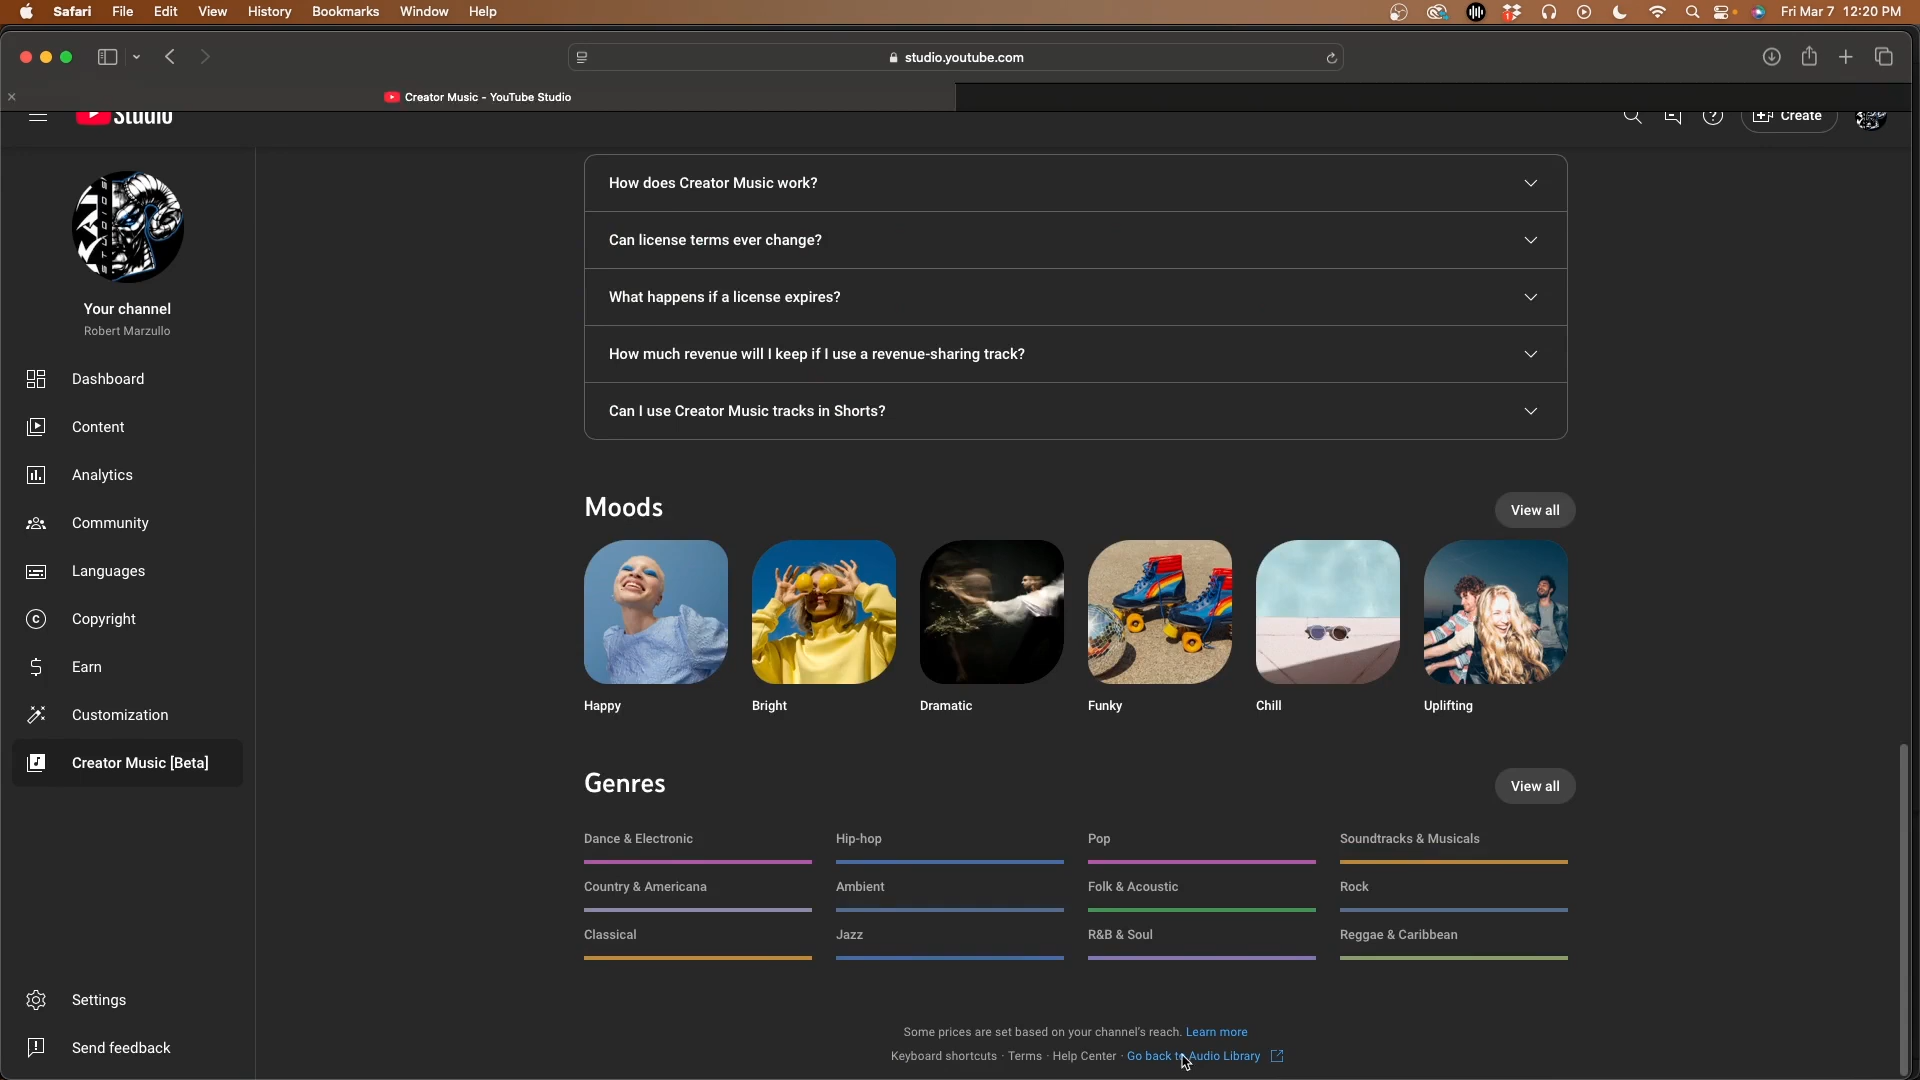 Safari File Edit View History Bookmarks Window Help Fri Mar 7 12:20 PM
studio.youtube.com
Creator Music - YouTube Studio
Studio Create
How does Creator Music work?
Can license terms ever change?
What happens if a license expires?
How much revenue will I keep if I use a revenue-sharing track?
Can I use Creator Music tracks in Shorts?
Your channel
Robert Marzullo
Dashboard
Content
Analytics
Community
Languages
Copyright
Earn
Customization
Creator Music [Beta]
Settings
Send feedback
Moods View all
Happy Bright Dramatic Funky Chill Uplifting
Genres View all
Dance & Electronic Hip-hop Pop Soundtracks & Musicals
Country & Americana Ambient Folk & Acoustic Rock
Classical Jazz R&B & Soul Reggae & Caribbean
Some prices are set based on your channel's reach. Learn more
Keyboard shortcuts · Terms · Help Center · Go back to Audio Library